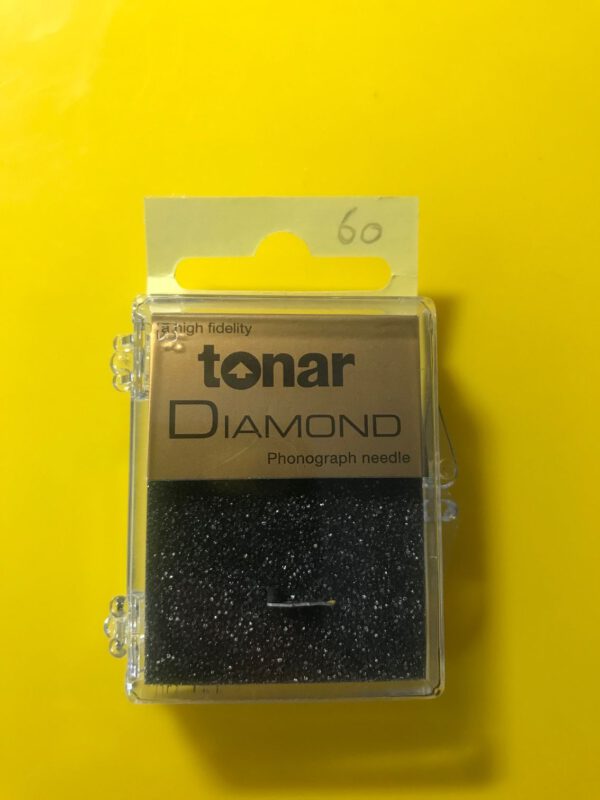 60
a high fidelity
tonar
DIAMOND
Phonograph needle